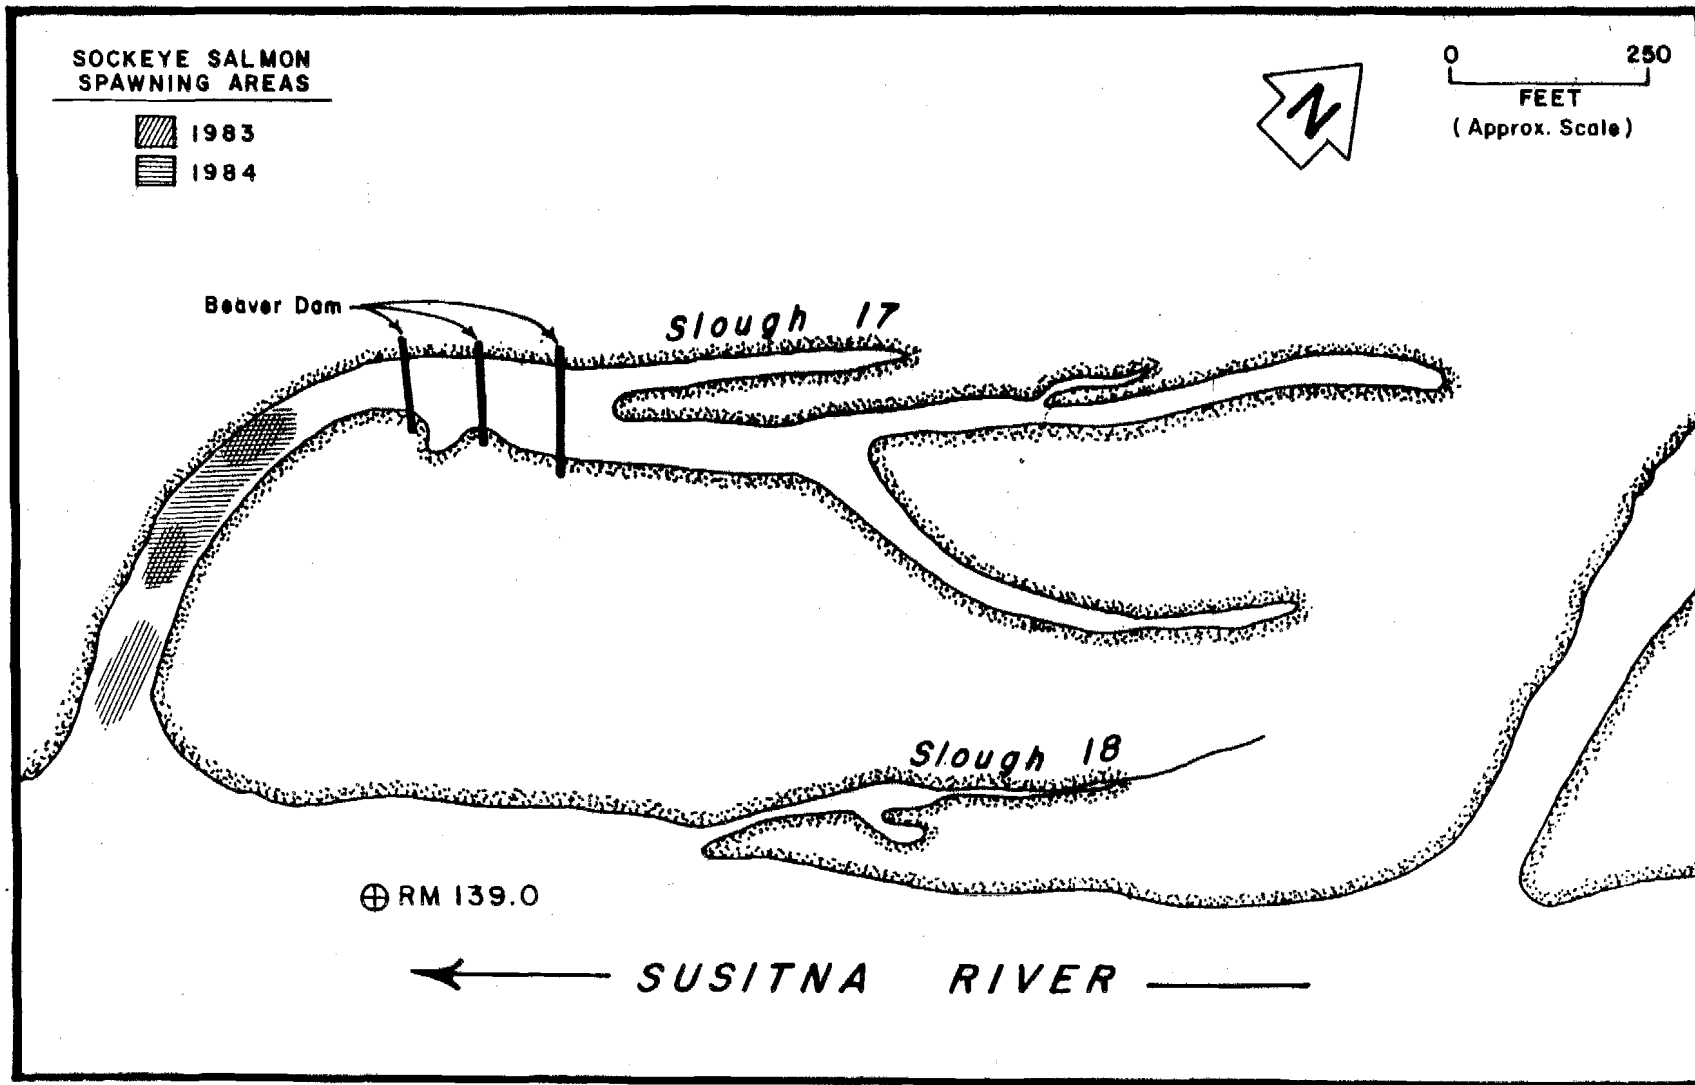 SOCKEYE SALMON
SPAWNING AREAS
1983
1984
N
0 250
FEET
(Approx. Scale)
Beaver Dam
Slough 17
Slough 18
RM 139.0
SUSITNA RIVER